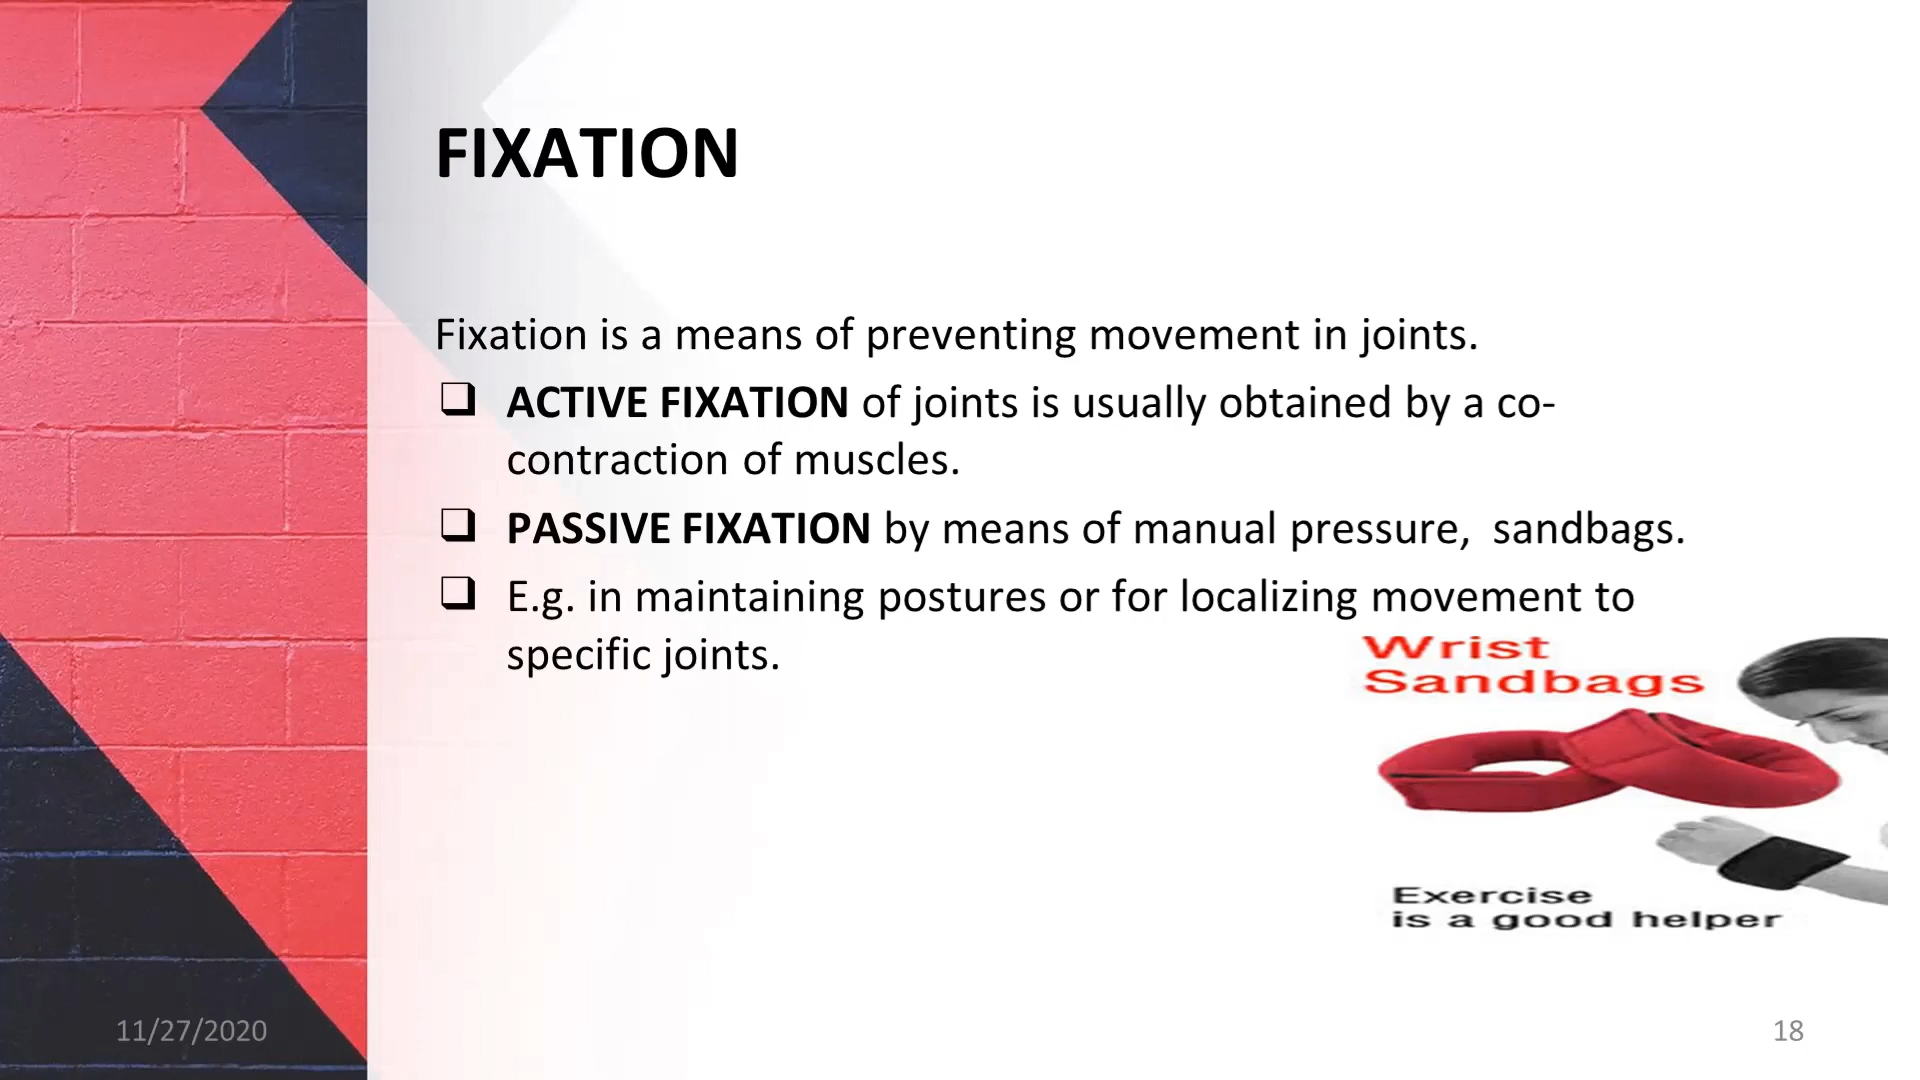 FIXATION
Fixation is a means of preventing movement in joints.
❑ ACTIVE FIXATION of joints is usually obtained by a co-
contraction of muscles.
❑ PASSIVE FIXATION by means of manual pressure,  sandbags.
❑ E.g. in maintaining postures or for localizing movement to
specific joints.
Wrist
Sandbags
Exercise
is a good helper
11/27/2020
18